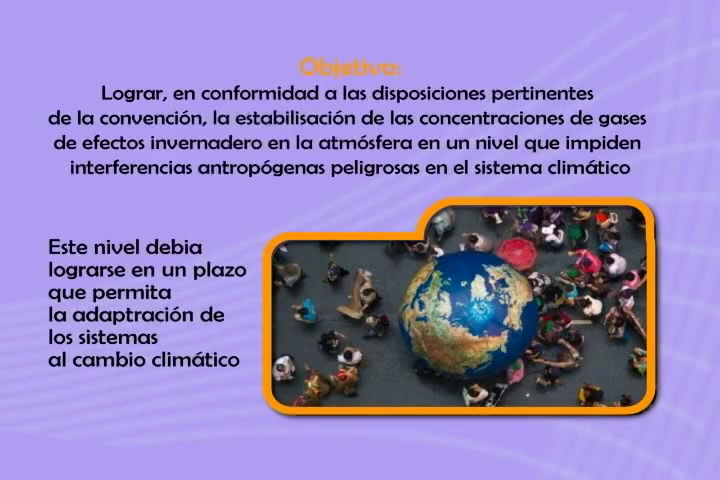 Objetivo:
Lograr, en conformidad a las disposiciones pertinentes
de la convención, la estabilisación de las concentraciones de gases
de efectos invernadero en la atmósfera en un nivel que impiden
interferencias antropógenas peligrosas en el sistema climático
Este nivel debia
lograrse en un plazo
que permita
la adaptración de
los sistemas
al cambio climático